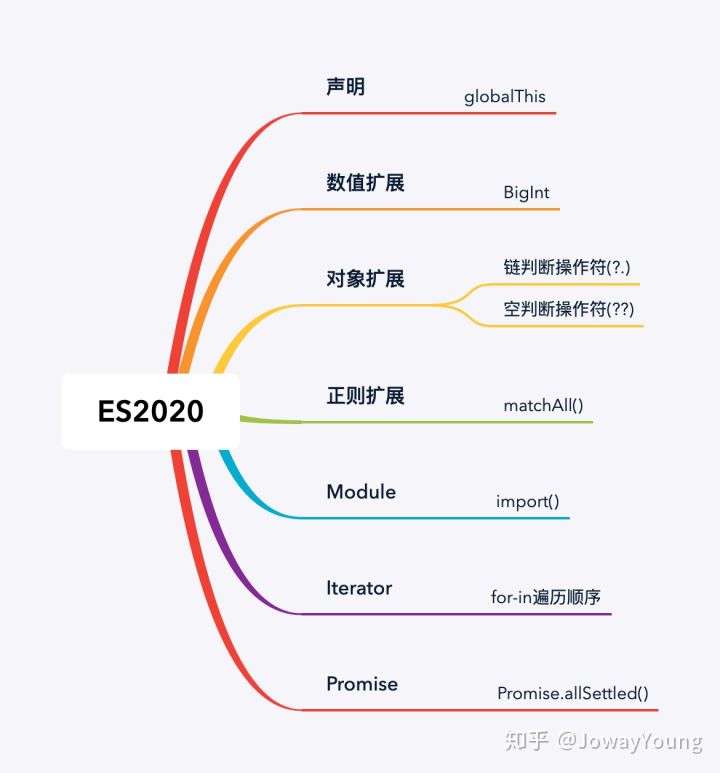 声明
globalThis
数值扩展
BigInt
对象扩展
链判断操作符(?.)
空判断操作符(??)
正则扩展
matchAll()
ES2020
Module
import()
Iterator
for-in遍历顺序
Promise
Promise.allSettled()
知乎 @JowayYoung